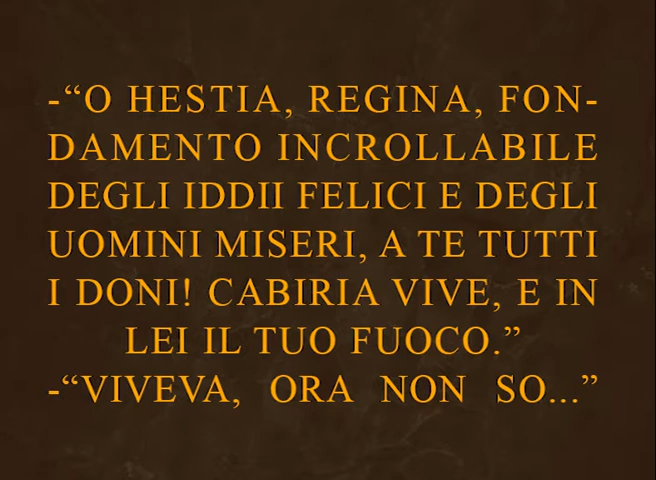 -“O HESTIA, REGINA, FON-
DAMENTO INCROLLABILE
DEGLI IDDII FELICI E DEGLI
UOMINI MISERI, A TE TUTTI
I DONI! CABIRIA VIVE, E IN
LEI IL TUO FUOCO.”
-“VIVEVA, ORA NON SO...”